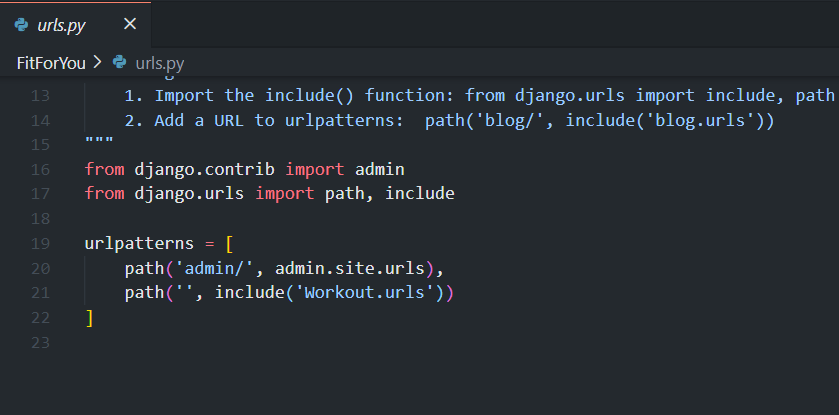 urls.py
FitForYou > urls.py
13 1. Import the include() function: from django.urls import include, path
14 2. Add a URL to urlpatterns:  path('blog/', include('blog.urls'))
15 """
16 from django.contrib import admin
17 from django.urls import path, include
18
19 urlpatterns = [
20     path('admin/', admin.site.urls),
21     path('', include('Workout.urls'))
22 ]
23